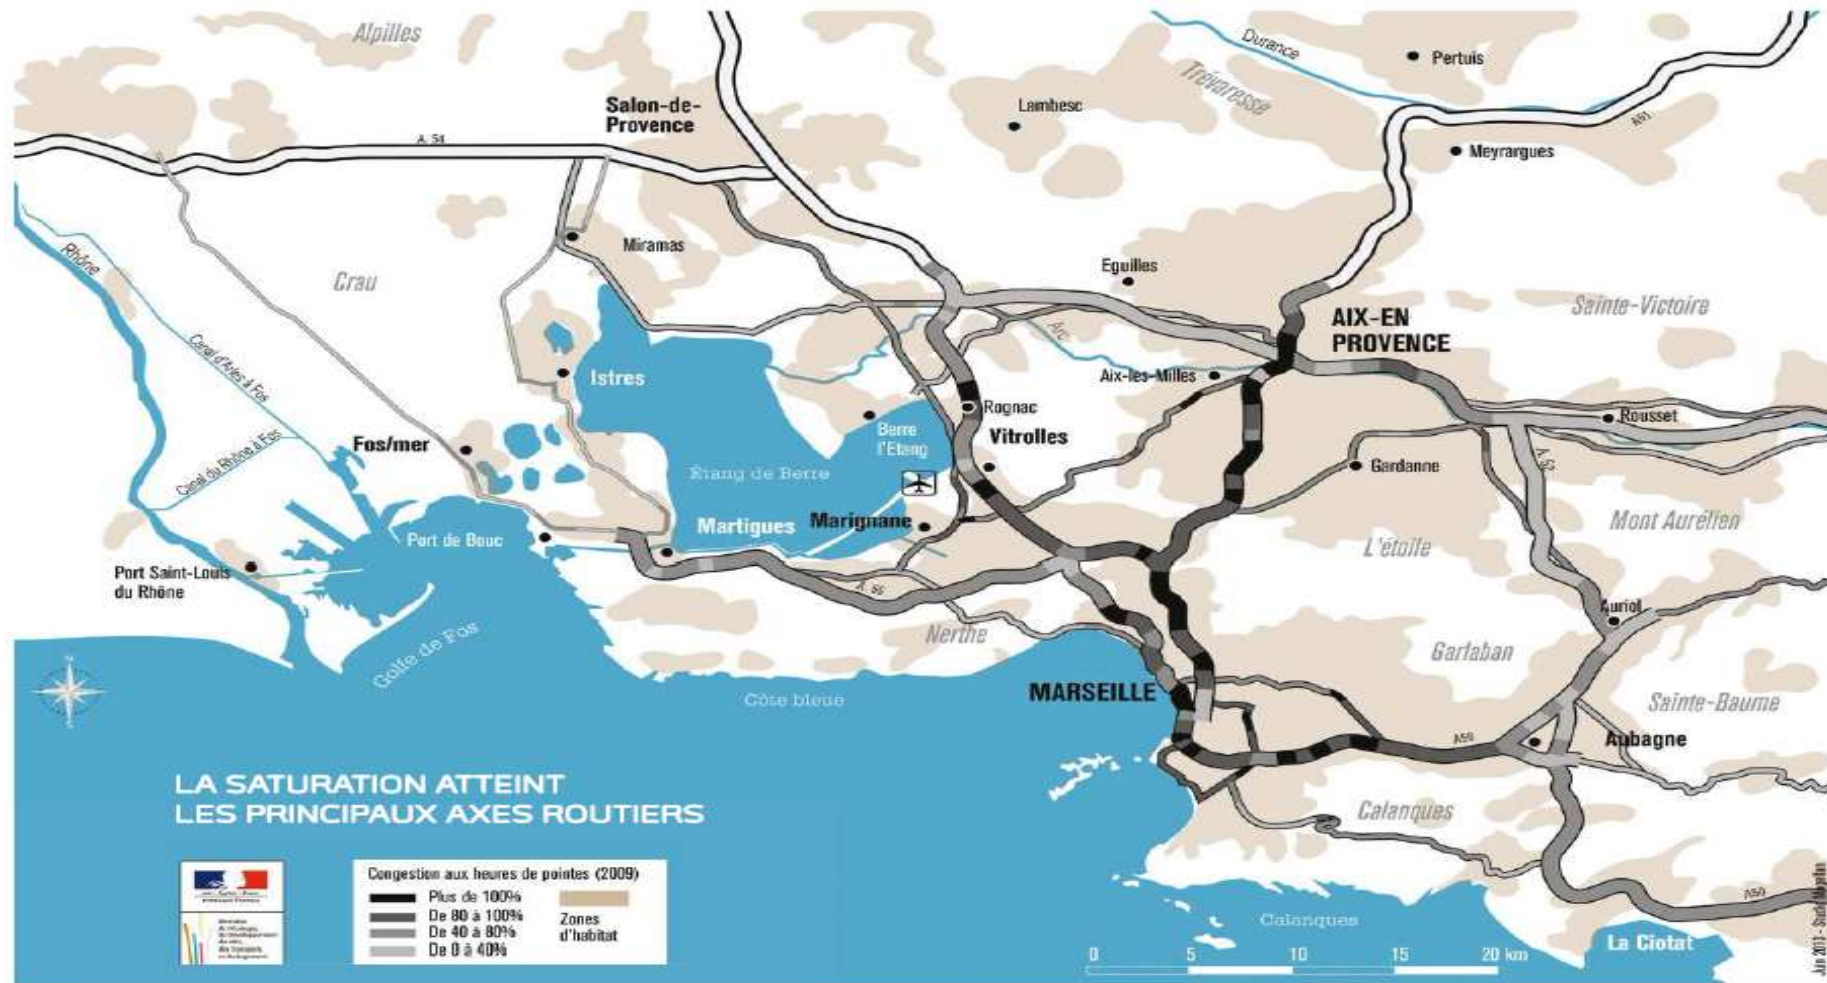 Alpilles
Durance
Pertuis
Trévaresse
Salon-de-
Provence
Lambesc
A. 54
A51
Meyrargues
Rhône
Miramas
Crau
Eguilles
Sainte-Victoire
AIX-EN
PROVENCE
Arc
Canal d'Arles à Fos
Istres
Aix-les-Milles
Rognac
Rousset
Berre
l'Etang
Vitrolles
Fos/mer
Canal du Rhône à Fos
Étang de Berre
Gardanne
A. 52
Martigues
Marignane
Mont Aurélien
Port de Bouc
L'étoile
Port Saint-Louis
du Rhône
A. 55
Auriol
Nerthe
Golfe de Fos
Garlaban
MARSEILLE
Côte bleue
Sainte-Baume
A50
Aubagne
LA SATURATION ATTEINT
LES PRINCIPAUX AXES ROUTIERS
Calanques
Congestion aux heures de pointes (2009)
Plus de 100%
De 80 à 100%
De 40 à 80%
De 0 à 40%
Zones
d'habitat
A50
Calanques
La Ciotat
0 5 10 15 20 km